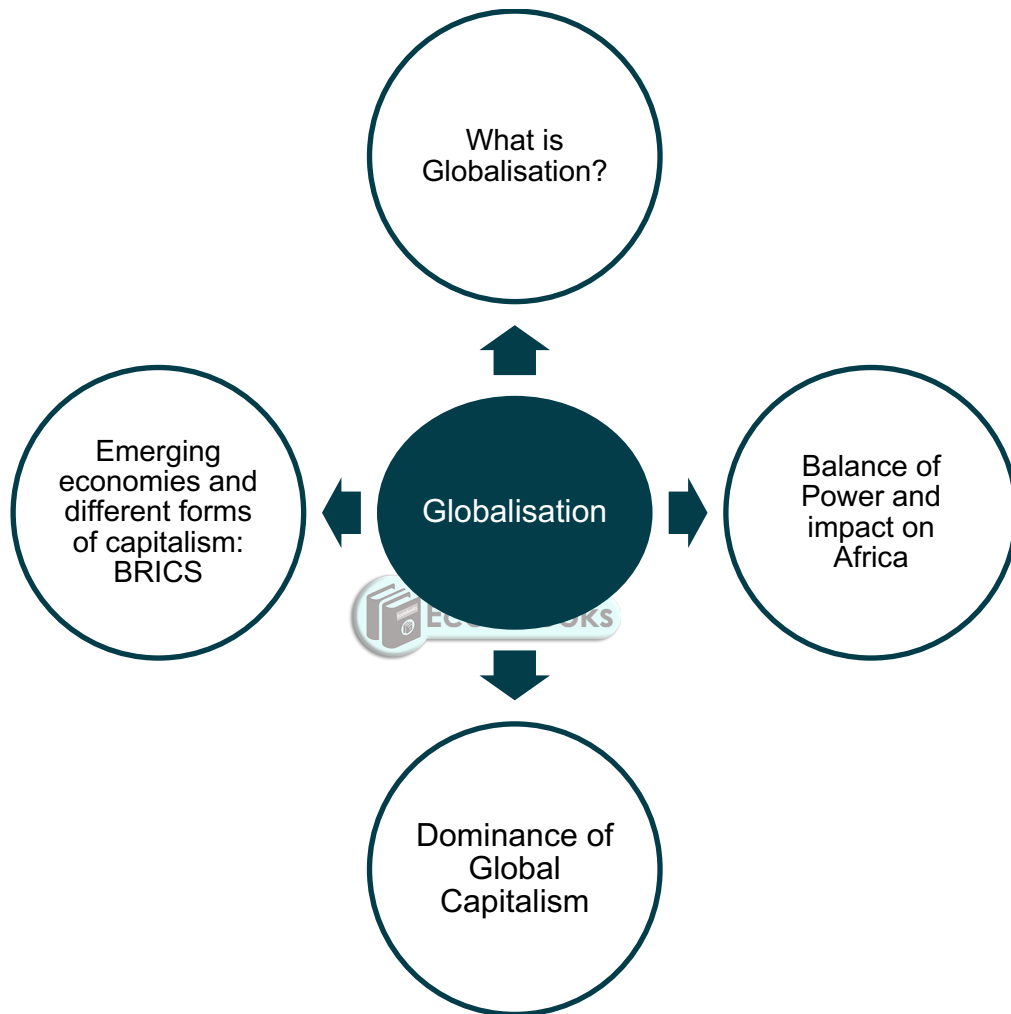 What is
Globalisation?
Emerging
economies and
different forms
of capitalism:
BRICS
Globalisation
Balance of
Power and
impact on
Africa
Dominance of
Global
Capitalism